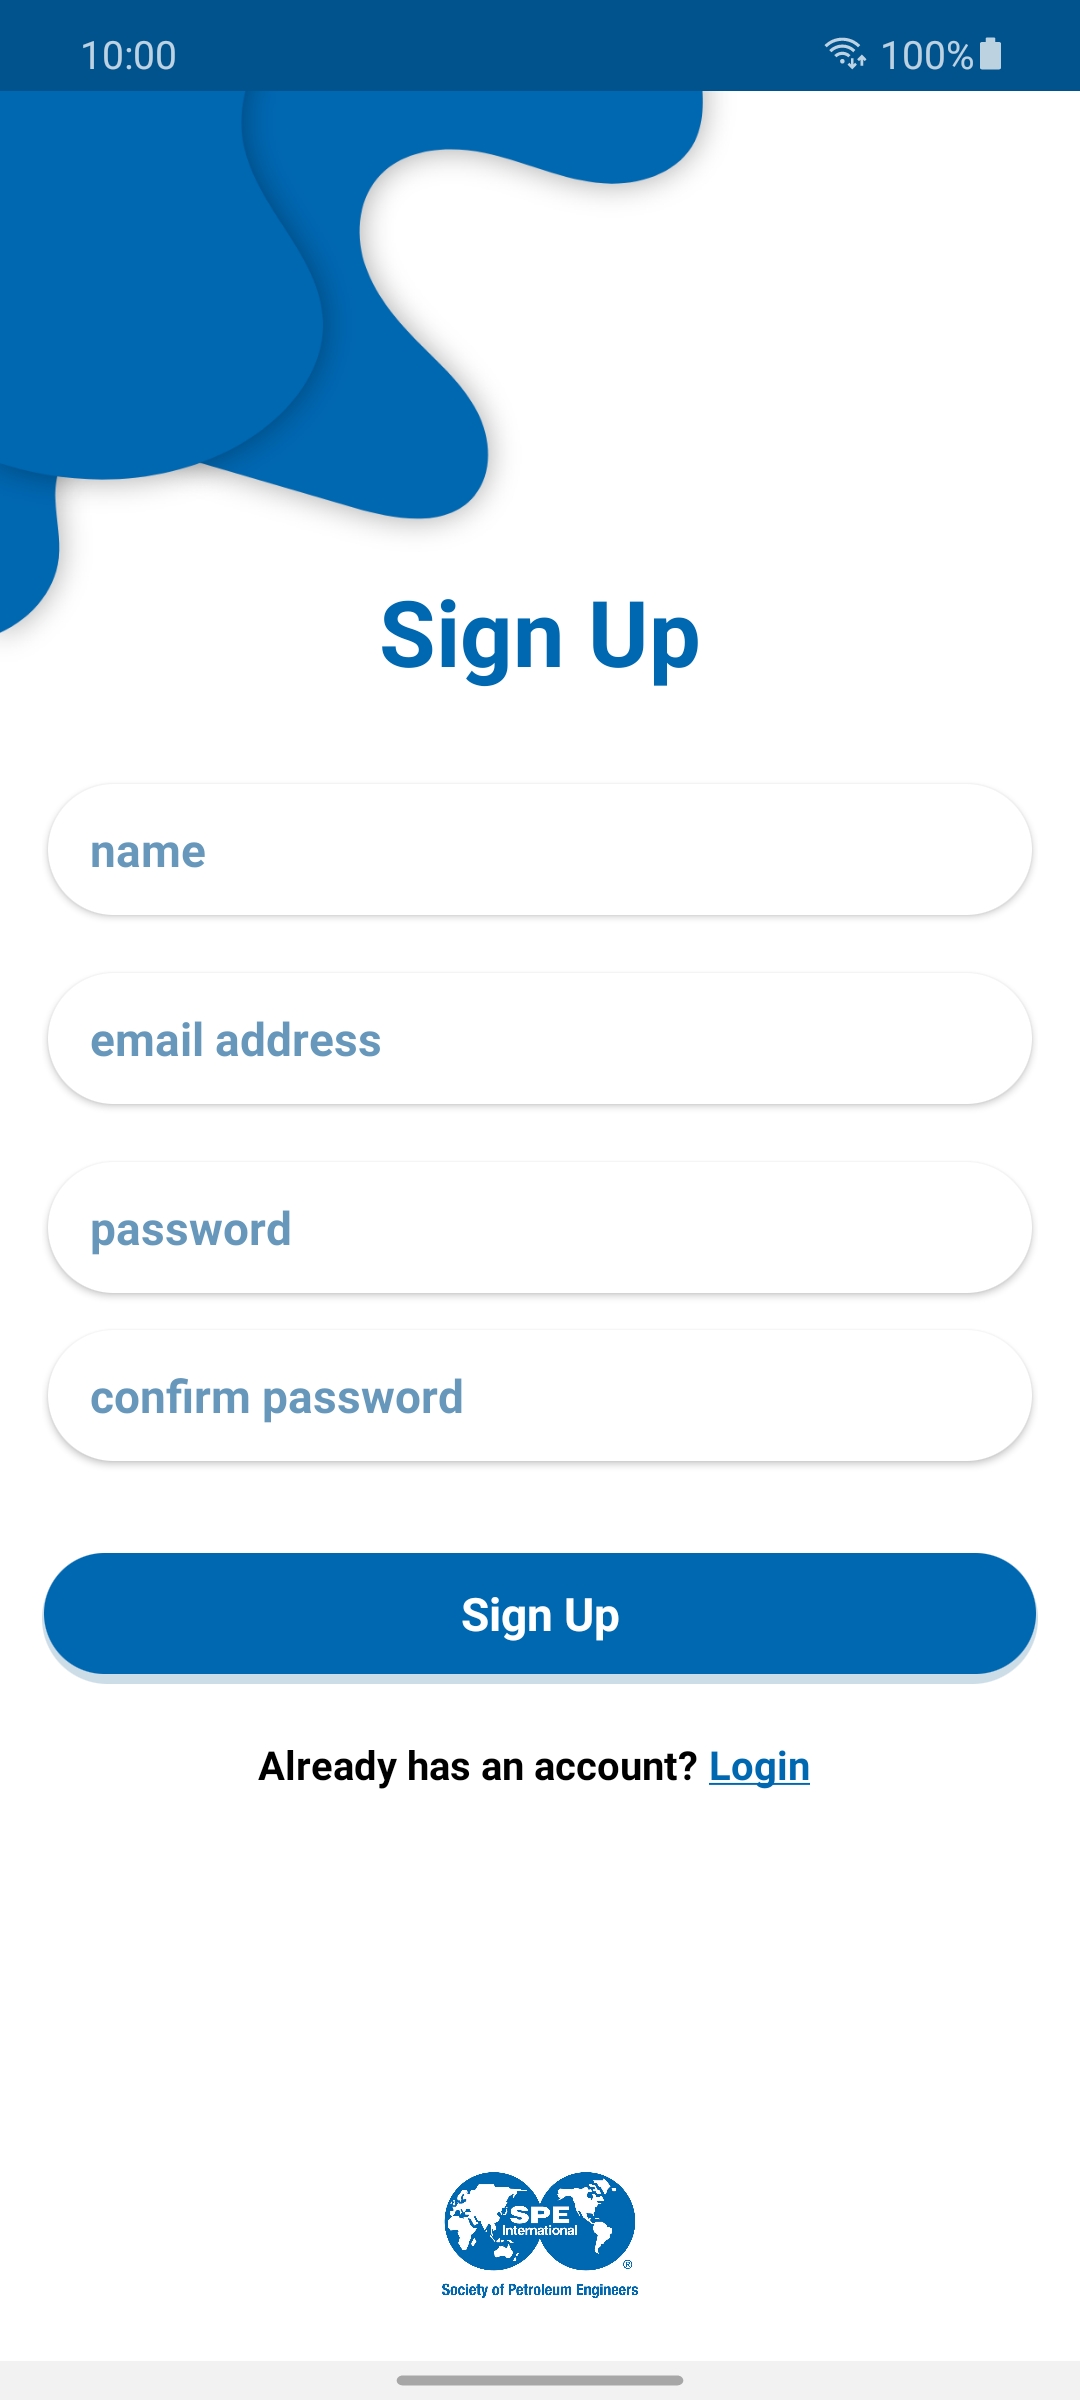 10:00 100%
Sign Up
name
email address
password
confirm password
Sign Up
Already has an account? Login
SPE
International
®
Society of Petroleum Engineers